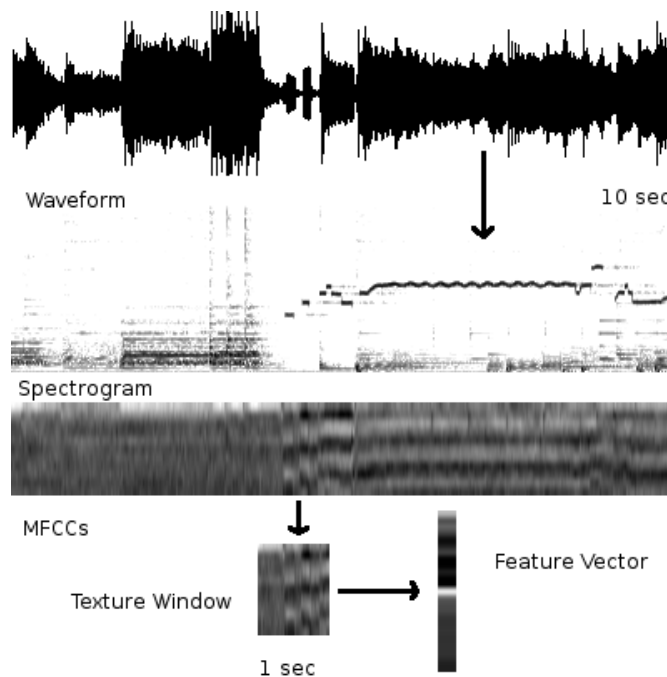 Waveform
10 sec
Spectrogram
MFCCs
Feature Vector
Texture Window
1 sec